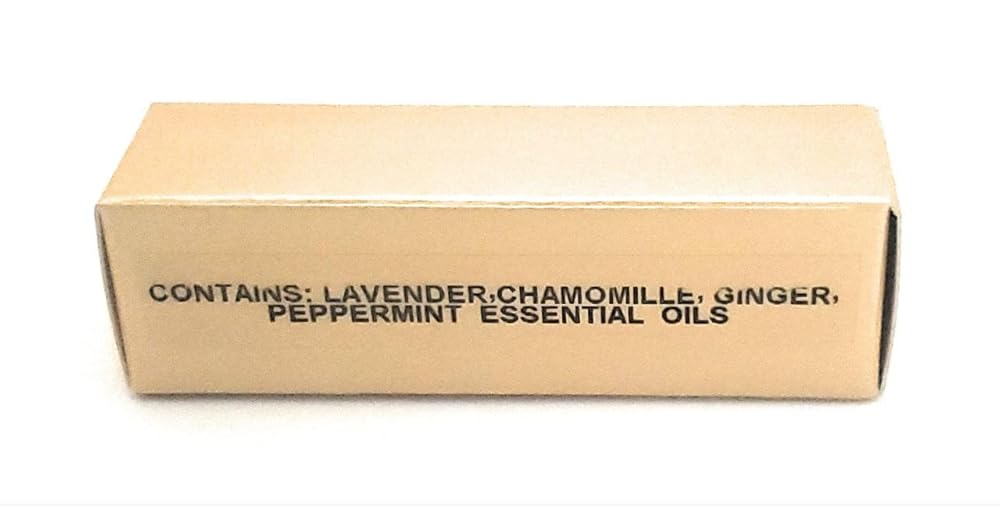 CONTAINS: LAVENDER,CHAMOMILLE, GINGER,
PEPPERMINT ESSENTIAL OILS